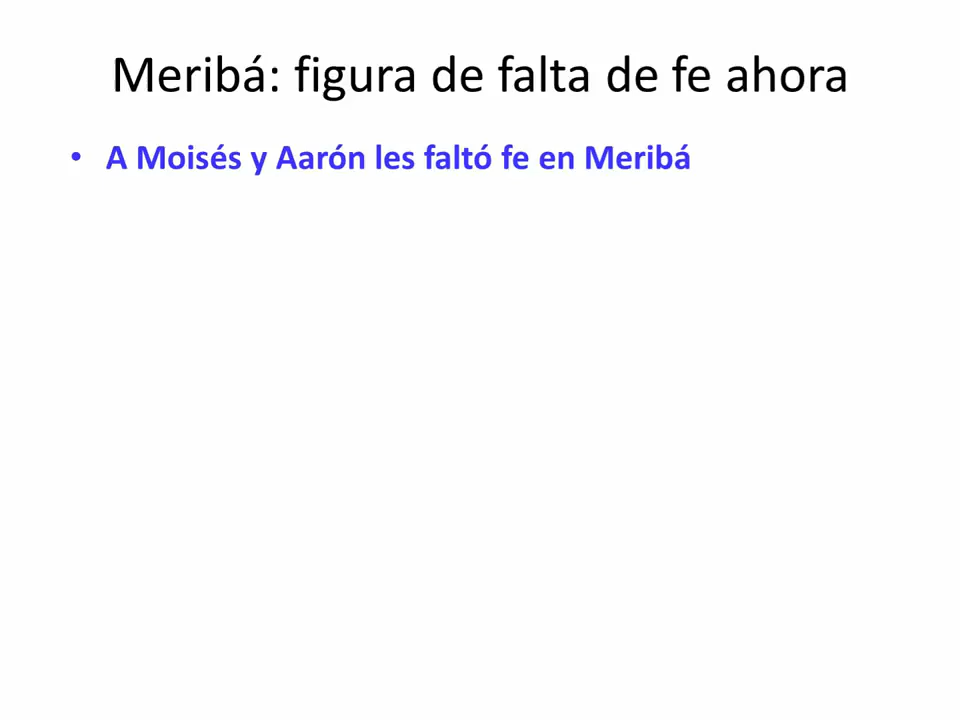 Meribá: figura de falta de fe ahora
• A Moisés y Aarón les faltó fe en Meribá